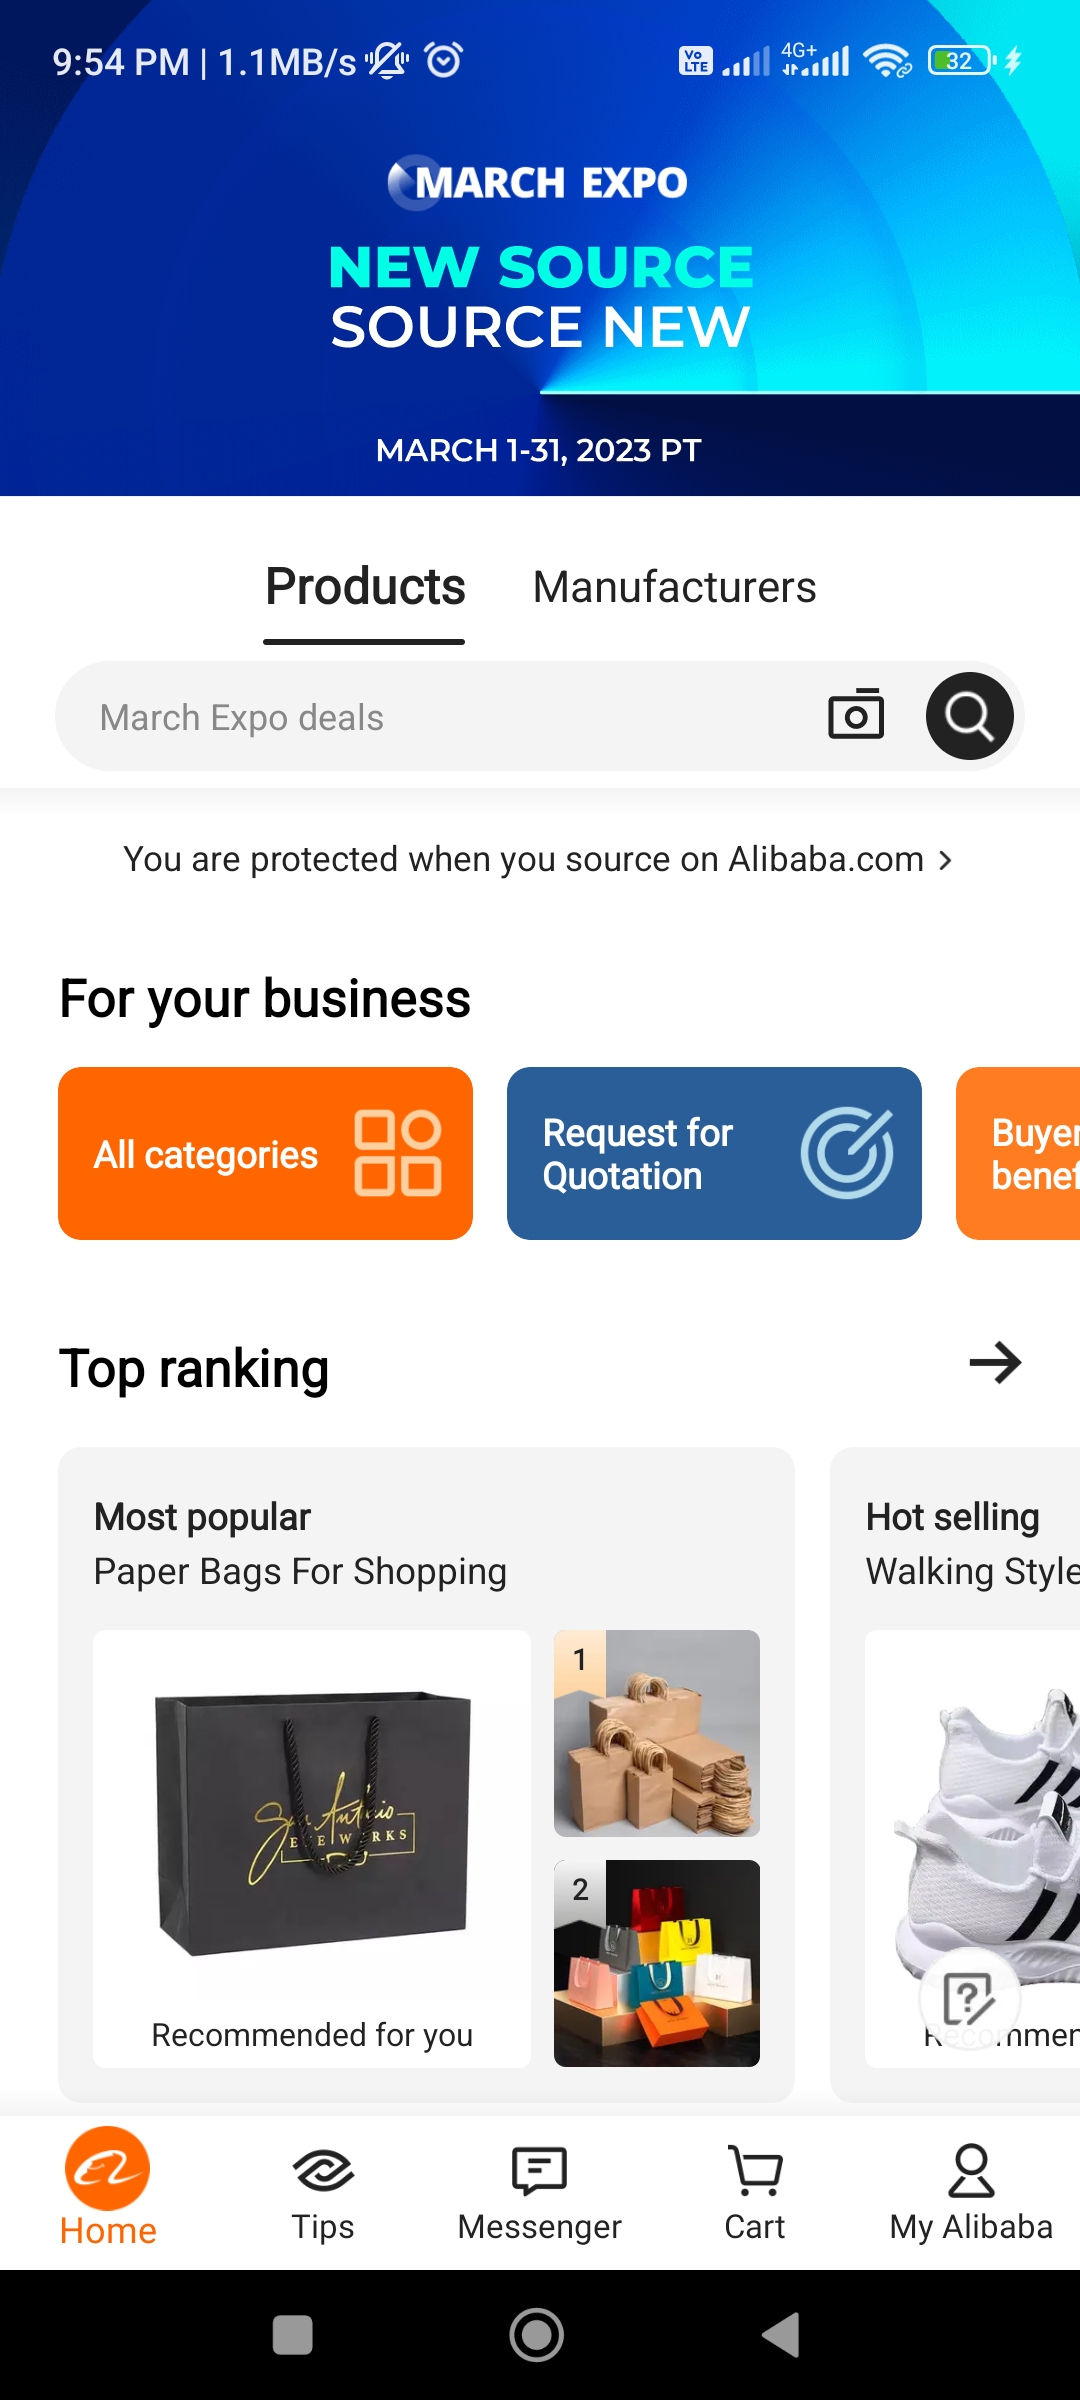 9:54 PM | 1.1MB/s
Vo LTE
4G+
32
MARCH EXPO
NEW SOURCE
SOURCE NEW
MARCH 1-31, 2023 PT
Products
Manufacturers
March Expo deals
You are protected when you source on Alibaba.com >
For your business
All categories
Request for
Quotation
Buyer
Top ranking
Most popular
Paper Bags For Shopping
Hot selling
Walking Style
1
2
Recommended for you
Home
Tips
Messenger
Cart
My Alibaba